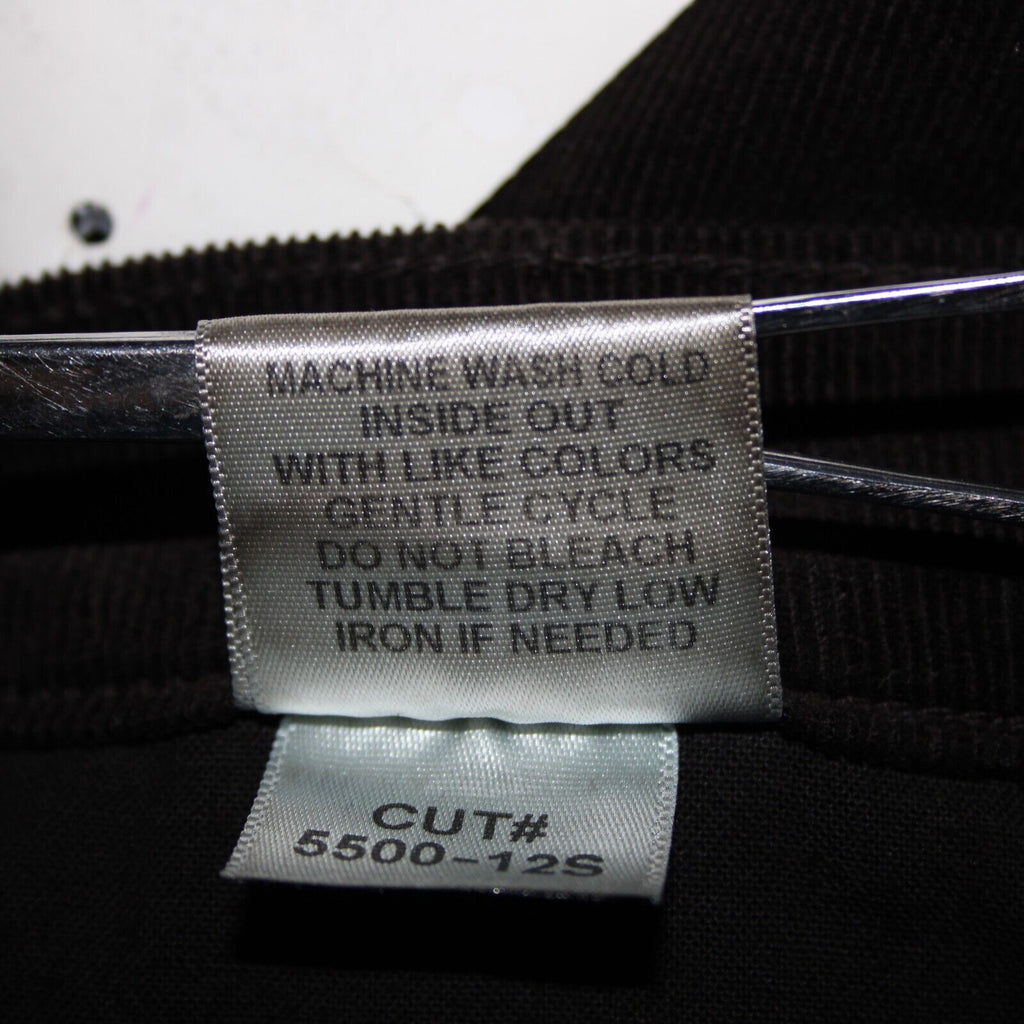 MACHINE WASH COLD
INSIDE OUT
WITH LIKE COLORS
GENTLE CYCLE
DO NOT BLEACH
TUMBLE DRY LOW
IRON IF NEEDED
CUT#
5500-12S